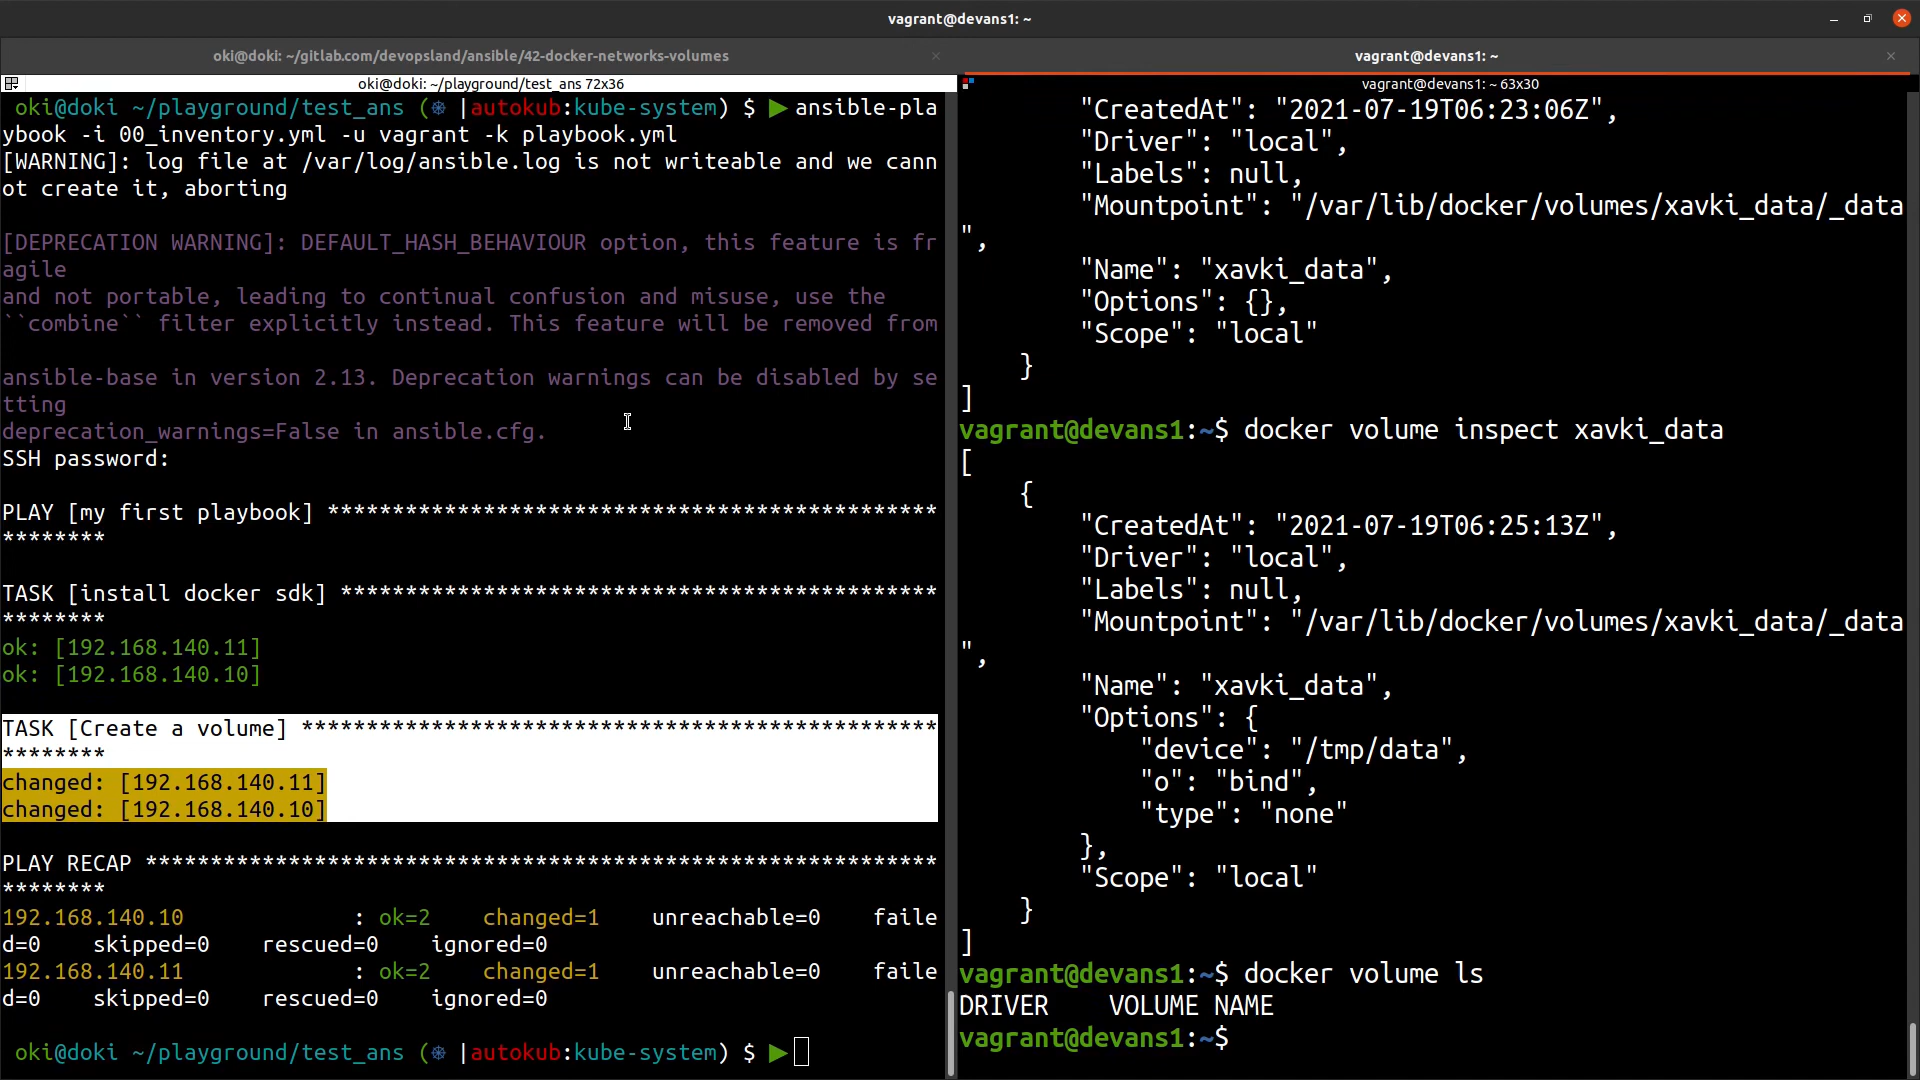 vagrant@devans1: ~
oki@doki: ~/gitlab.com/devopsland/ansible/42-docker-networks-volumes
vagrant@devans1: ~
oki@doki: ~/playground/test_ans 72x36
oki@doki ~/playground/test_ans (⎈ |autokub:kube-system) $ ▶ansible-pla
ybook -i 00_inventory.yml -u vagrant -k playbook.yml
[WARNING]: log file at /var/log/ansible.log is not writeable and we cann
ot create it, aborting
[DEPRECATION WARNING]: DEFAULT_HASH_BEHAVIOUR option, this feature is fr
agile
and not portable, leading to continual confusion and misuse, use the
``combine`` filter explicitly instead. This feature will be removed from
ansible-base in version 2.13. Deprecation warnings can be disabled by se
tting
deprecation_warnings=False in ansible.cfg.
SSH password:
PLAY [my first playbook] ***********************************************
********
TASK [install docker sdk] **********************************************
********
ok: [192.168.140.11]
ok: [192.168.140.10]
TASK [Create a volume] *************************************************
********
changed: [192.168.140.11]
changed: [192.168.140.10]
PLAY RECAP *************************************************************
********
192.168.140.10             : ok=2    changed=1    unreachable=0    faile
d=0    skipped=0    rescued=0    ignored=0
192.168.140.11             : ok=2    changed=1    unreachable=0    faile
d=0    skipped=0    rescued=0    ignored=0
oki@doki ~/playground/test_ans (⎈ |autokub:kube-system) $ ▶
vagrant@devans1: ~ 63x30
"CreatedAt": "2021-07-19T06:23:06Z",
"Driver": "local",
"Labels": null,
"Mountpoint": "/var/lib/docker/volumes/xavki_data/_data
",
"Name": "xavki_data",
"Options": {},
"Scope": "local"
}
]
vagrant@devans1:~$ docker volume inspect xavki_data
[
{
"CreatedAt": "2021-07-19T06:25:13Z",
"Driver": "local",
"Labels": null,
"Mountpoint": "/var/lib/docker/volumes/xavki_data/_data
",
"Name": "xavki_data",
"Options": {
"device": "/tmp/data",
"o": "bind",
"type": "none"
},
"Scope": "local"
}
]
vagrant@devans1:~$ docker volume ls
DRIVER    VOLUME NAME
vagrant@devans1:~$